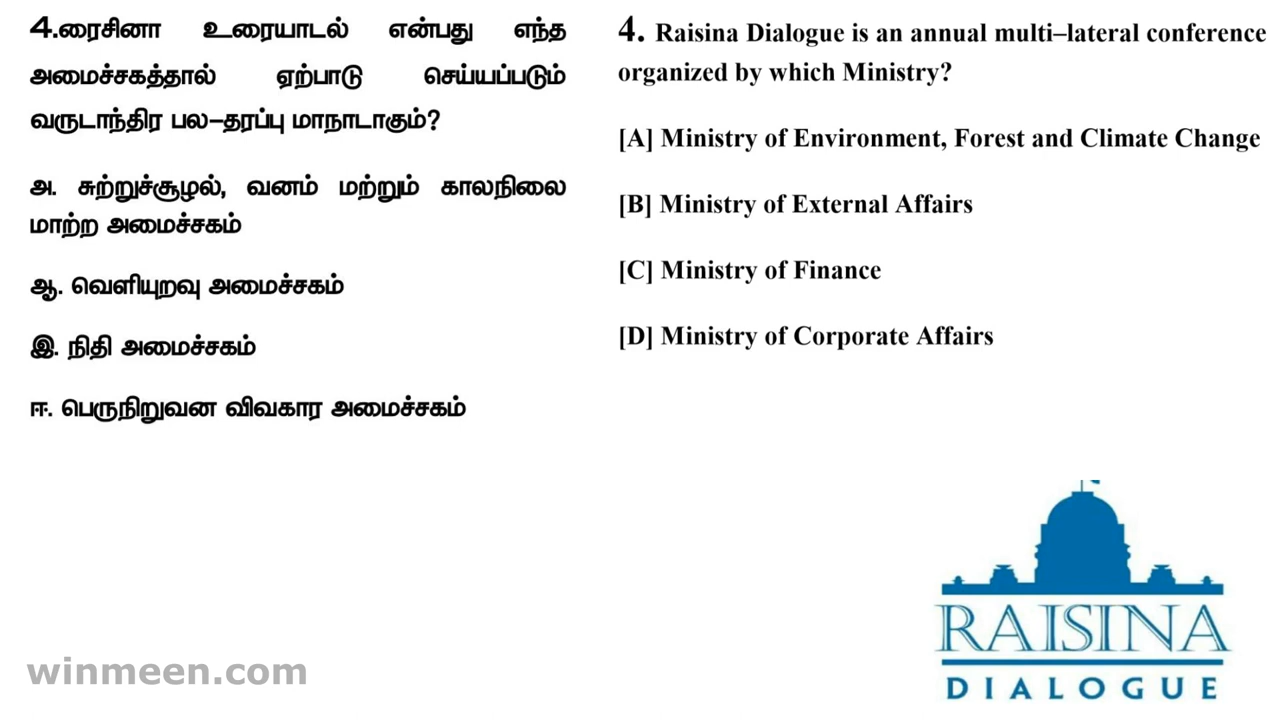 4.ரைசினா உரையாடல் என்பது எந்த
அமைச்சகத்தால் ஏற்பாடு செய்யப்படும்
வருடாந்திர பல–தரப்பு மாநாடாகும்?
அ. சுற்றுச்சூழல், வனம் மற்றும் காலநிலை
மாற்ற அமைச்சகம்
ஆ. வெளியுறவு அமைச்சகம்
இ. நிதி அமைச்சகம்
ஈ. பெருநிறுவன விவகார அமைச்சகம்
4. Raisina Dialogue is an annual multi–lateral conference
organized by which Ministry?
[A] Ministry of Environment, Forest and Climate Change
[B] Ministry of External Affairs
[C] Ministry of Finance
[D] Ministry of Corporate Affairs
RAISINA
DIALOGUE
winmeen.com